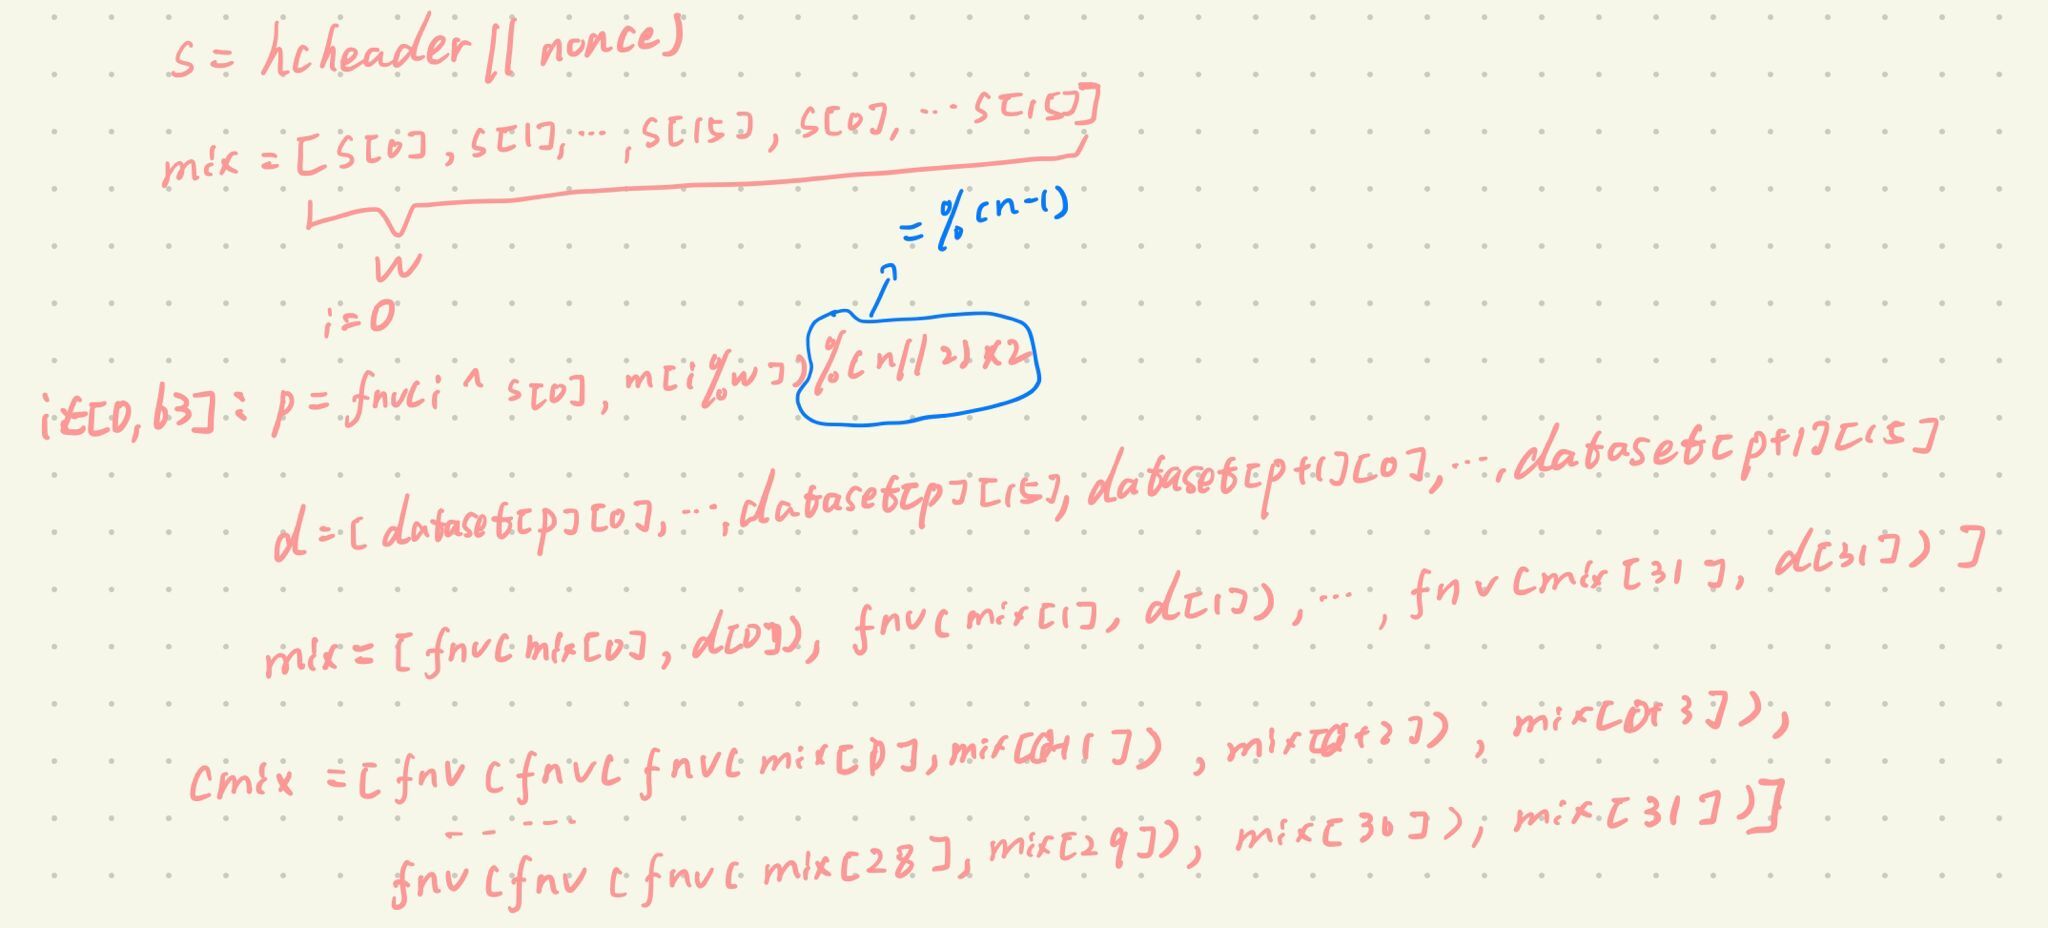 s = h(header || nonce)
mix = [s[0], s[1], ..., s[15], s[0], ... s[15]]
= %(n-1)
w
i=0
i∈[0, 63]: p = fnv(i ^ s[0], m[i%w]) %(n//2)×2
d = [dataset[p][0], ..., dataset[p][15], dataset[p+1][0], ..., dataset[p+1][15]
mix = [fnv(mix[0], d[0]), fnv(mix[1], d[1]), ..., fnv(mix[31], d[31])]
cmix = [fnv(fnv(fnv(mix[0], mix[0+1]), mix[0+2]), mix[0+3]),
-- ---
fnv(fnv(fnv(mix[28], mix[29]), mix[30]), mix[31])]